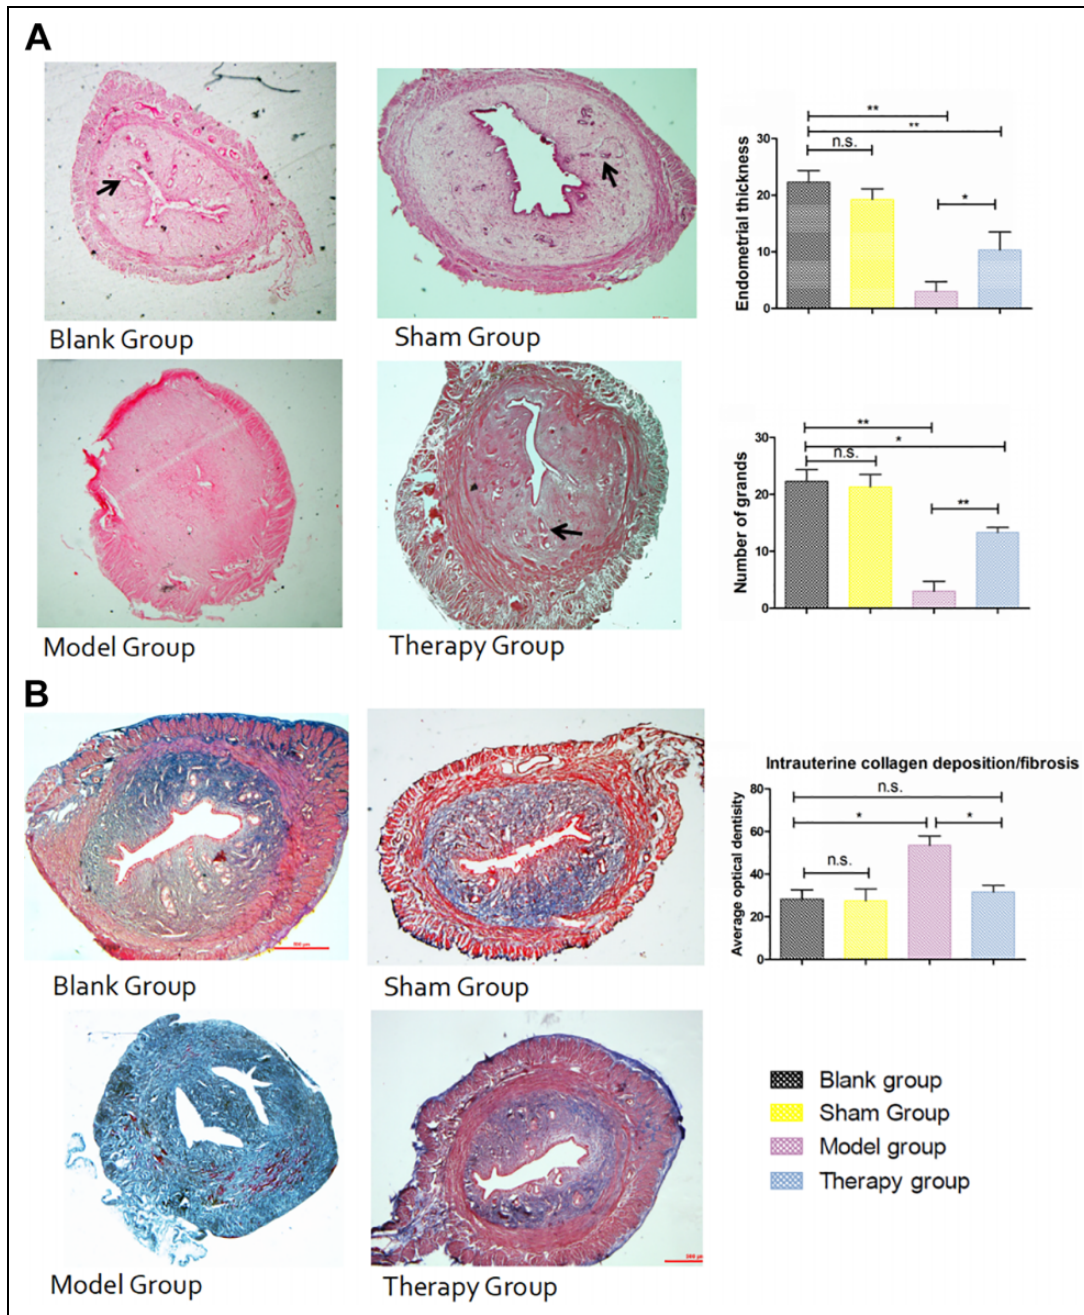 A
Blank Group
Sham Group
Model Group
Therapy Group
**
**
n.s.
*
Endometrial thickness
30
20
10
0
**
*
n.s.
**
Number of grands
30
20
10
0
B
Blank Group
Sham Group
Model Group
Therapy Group
Intrauterine collagen deposition/fibrosis
n.s.
*
*
n.s.
Average optical dentisity
80
60
40
20
0
Blank group
Sham Group
Model group
Therapy group